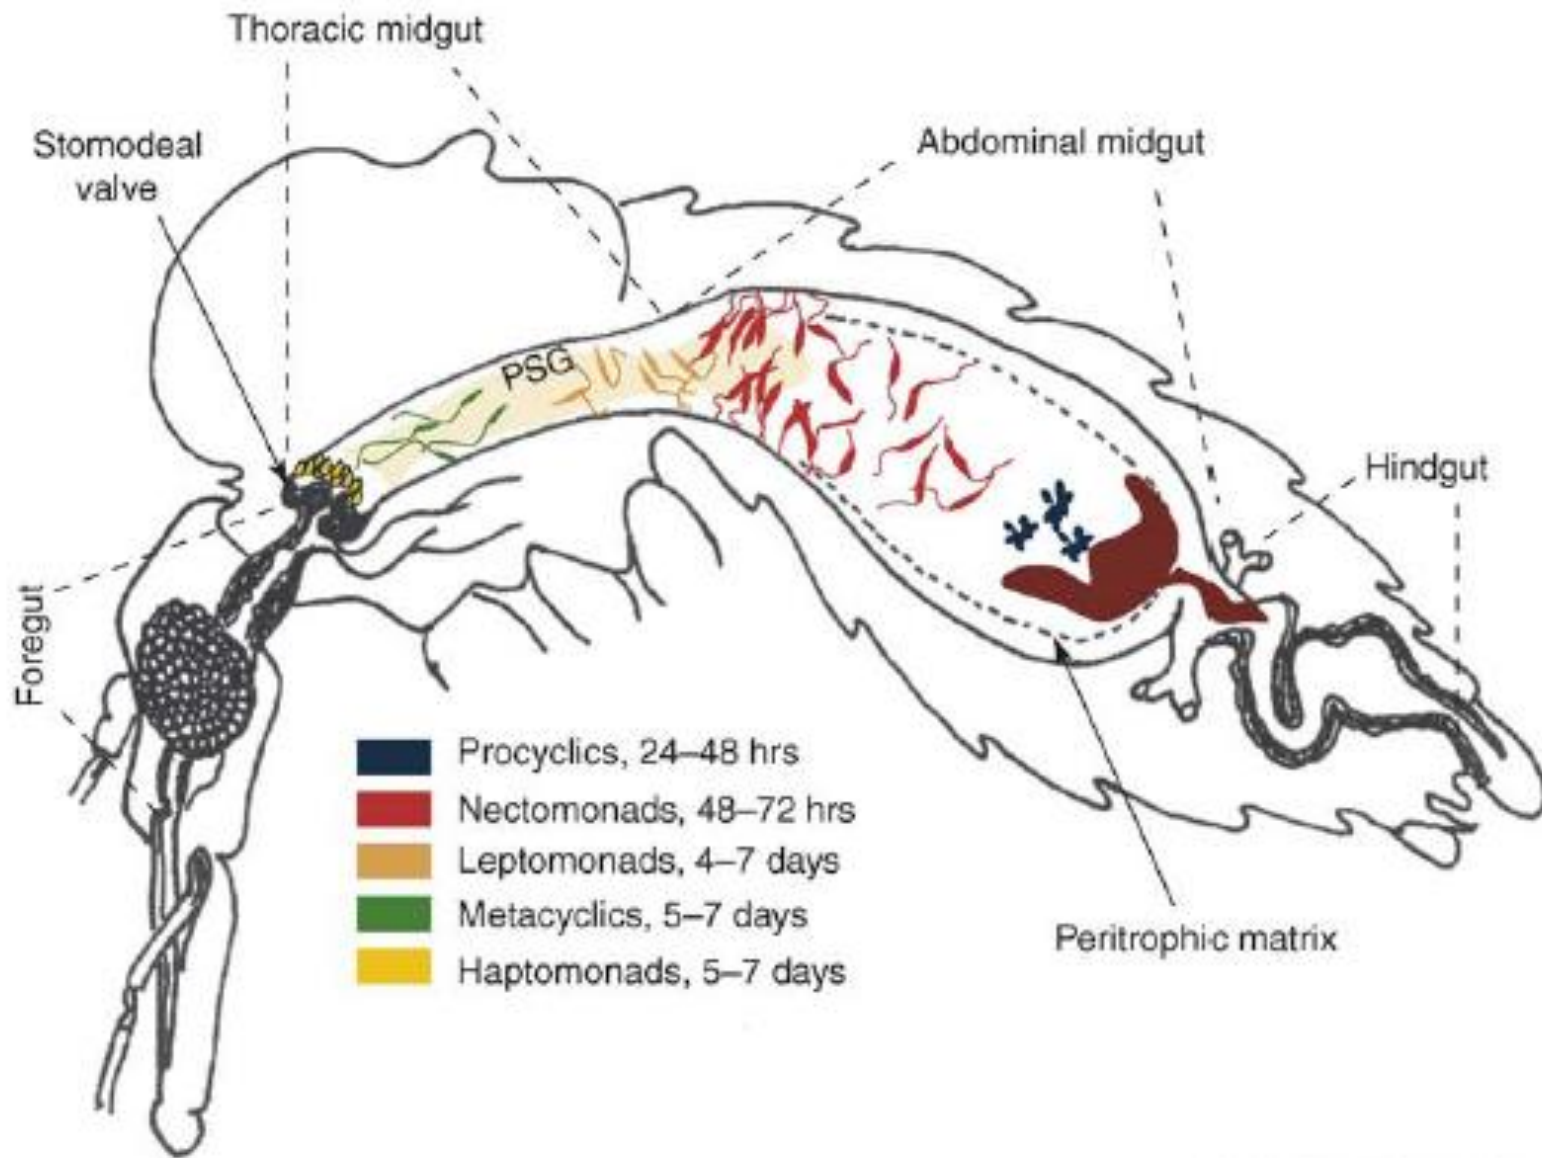 Thoracic midgut
Stomodeal
valve
Abdominal midgut
PSG
Hindgut
Foregut
Procyclics, 24–48 hrs
Nectomonads, 48–72 hrs
Leptomonads, 4–7 days
Metacyclics, 5–7 days
Haptomonads, 5–7 days
Peritrophic matrix